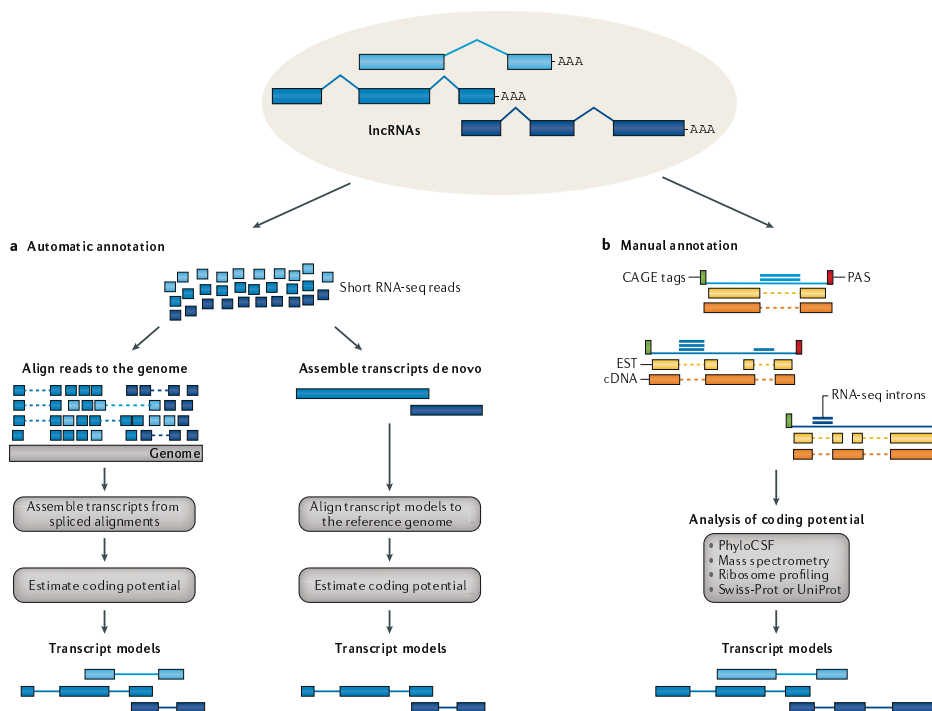 AAA
AAA
lncRNAs
AAA
a Automatic annotation
Short RNA-seq reads
Align reads to the genome
Genome
Assemble transcripts from
spliced alignments
Estimate coding potential
Transcript models
Assemble transcripts de novo
Align transcript models to
the reference genome
Estimate coding potential
Transcript models
b Manual annotation
CAGE tags
PAS
EST
cDNA
RNA-seq introns
Analysis of coding potential
• PhyloCSF
• Mass spectrometry
• Ribosome profiling
• Swiss-Prot or UniProt
Transcript models